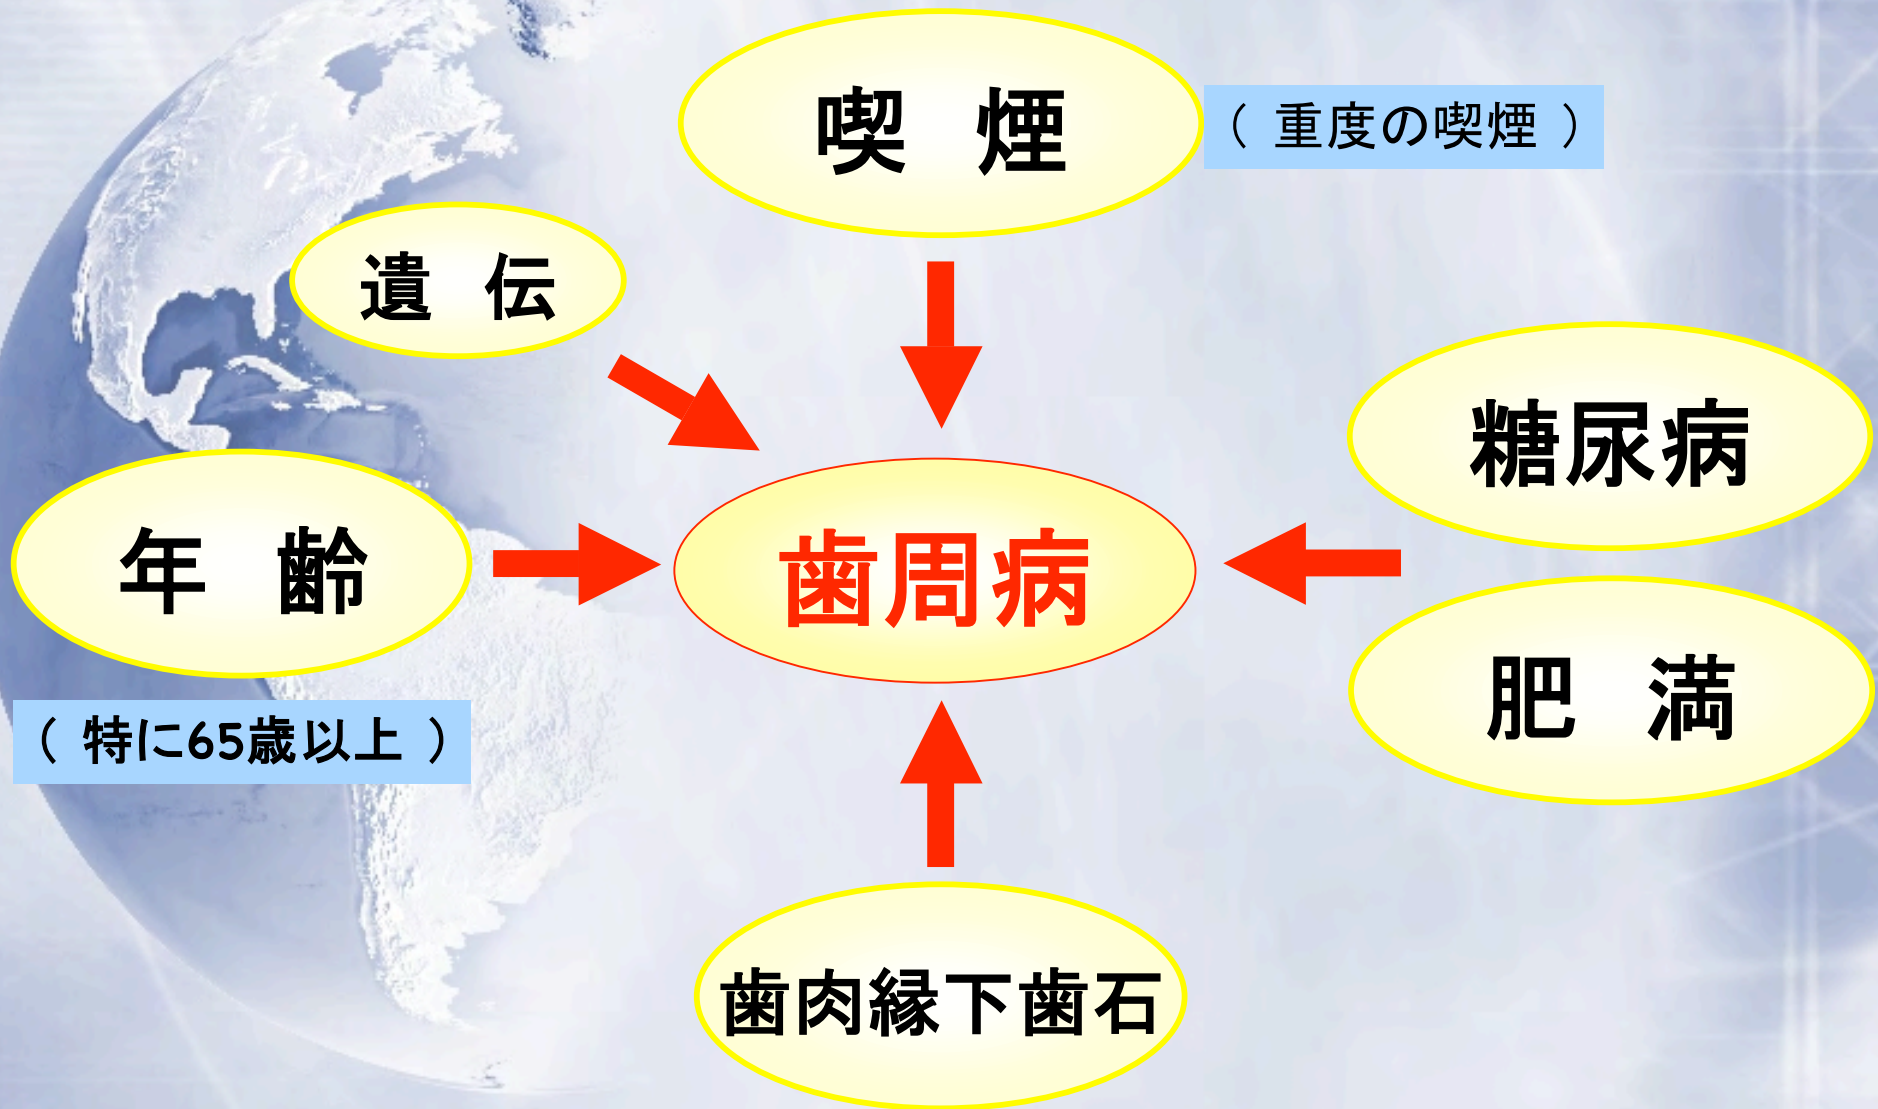 喫　煙
（ 重度の喫煙 ）
遺　伝
糖尿病
年　齢
歯周病
肥　満
（ 特に65歳以上 ）
歯肉縁下歯石